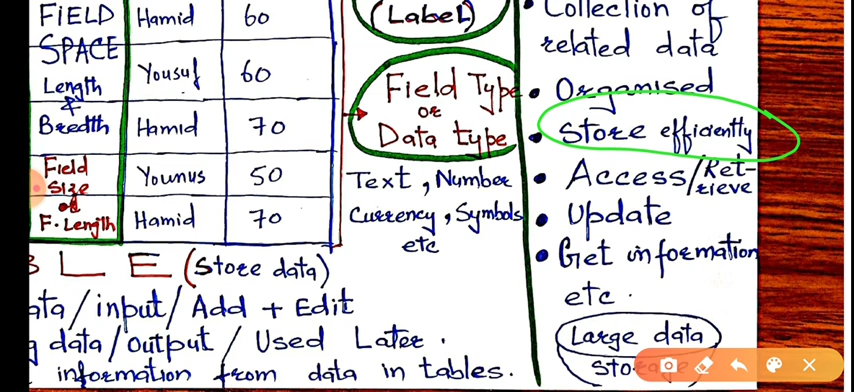 FIELD
SPACE
Length
&
Breadth
Field
Size
or
F. Length
Hamid 60
Yousuf 60
Hamid 70
Younus 50
Hamid 70
(Label)
Field Type
or
Data type
Text, Number
Currency, Symbols
etc
• Collection of
related data
• Organised
• Store efficiently
• Access/Ret-
rieve
• Update
• Get information
etc.
Large data
L E (Store data)
ata/input/Add + Edit
g data/output/Used Later.
information from data in tables.